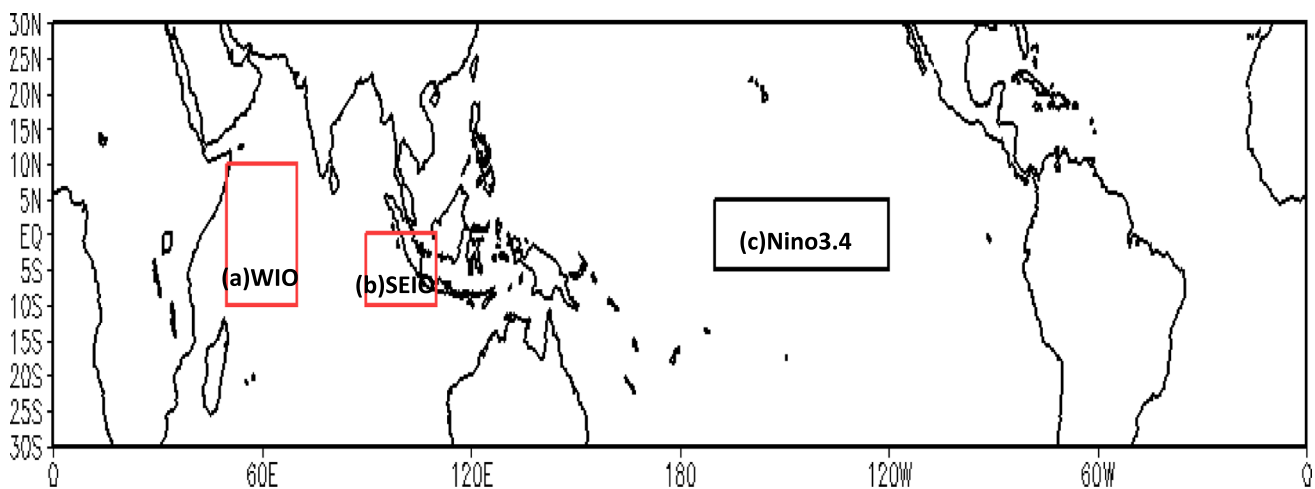 30N
25N
20N
15N
10N
5N
EQ
5S
10S
15S
20S
25S
30S
(a)WIO
(b)SEIO
(c)Nino3.4
0 60E 120E 180 120W 60W 0